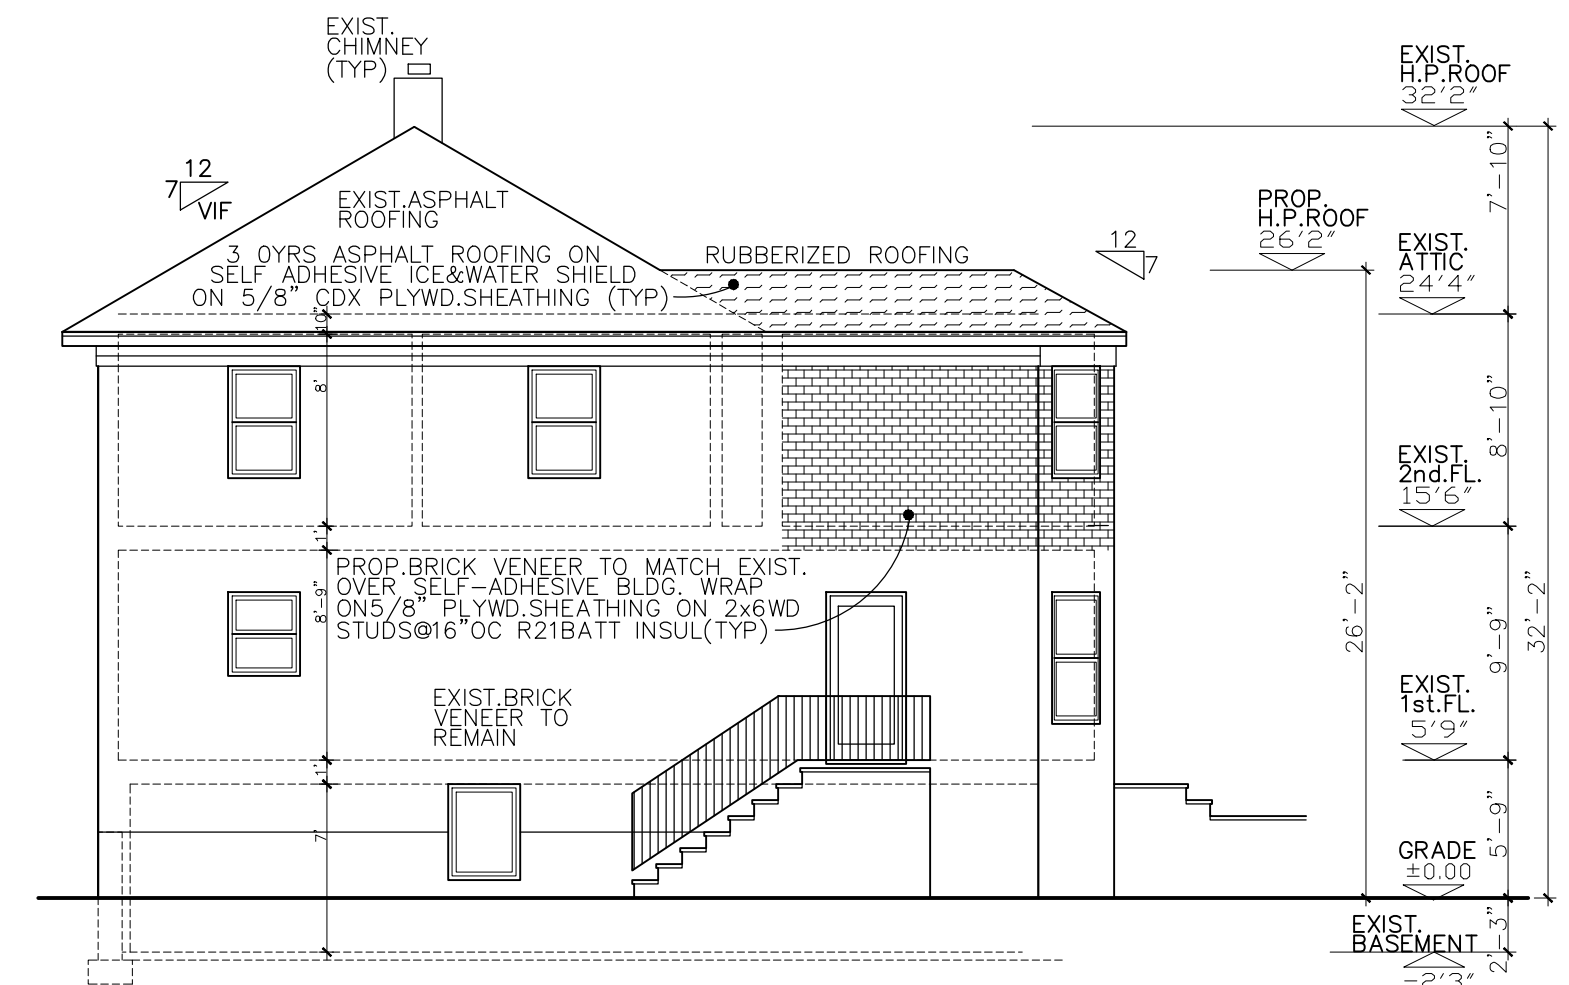 EXIST.
CHIMNEY
(TYP)
12
7
VIF
EXIST.ASPHALT
ROOFING
3 0YRS ASPHALT ROOFING ON
SELF ADHESIVE ICE&WATER SHIELD
ON 5/8" CDX PLYWD.SHEATHING (TYP)
RUBBERIZED ROOFING
12
7
PROP.
H.P.ROOF
26'2"
EXIST.
H.P.ROOF
32'2"
7'-10"
EXIST.
ATTIC
24'4"
10"
8'
8'-10"
EXIST.
2nd.FL.
15'6"
1'
PROP.BRICK VENEER TO MATCH EXIST.
OVER SELF-ADHESIVE BLDG. WRAP
ON5/8" PLYWD.SHEATHING ON 2x6WD
STUDS@16"OC R21BATT INSUL(TYP)
8'-9"
26'-2"
9'-9"
32'-2"
EXIST.BRICK
VENEER TO
REMAIN
EXIST.
1st.FL.
5'9"
1'
7'
5'-9"
GRADE
±0.00
EXIST.
BASEMENT
-2'3"
2'-3"